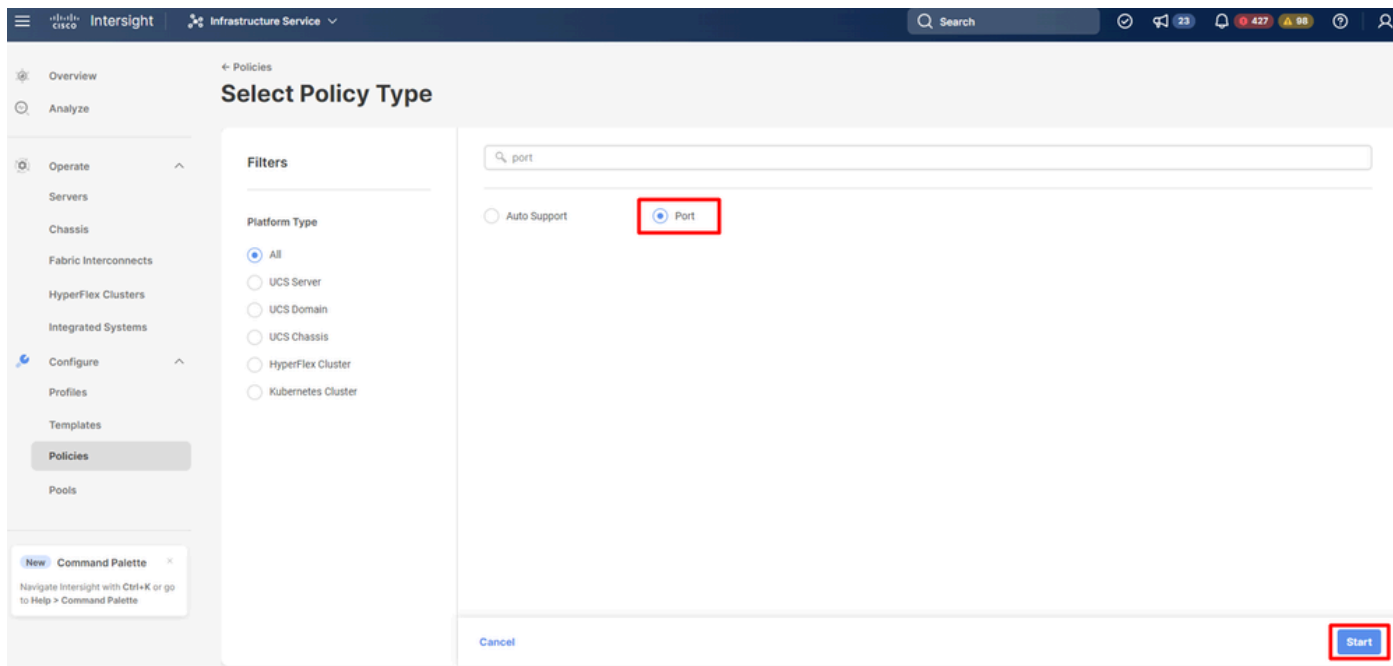 CISCO Intersight
Infrastructure Service
Search
23
427
98
Overview
Analyze
Operate
Servers
Chassis
Fabric Interconnects
HyperFlex Clusters
Integrated Systems
Configure
Profiles
Templates
Policies
Pools
New Command Palette
Navigate Intersight with Ctrl+K or go
to Help > Command Palette
← Policies
Select Policy Type
Filters
Platform Type
All
UCS Server
UCS Domain
UCS Chassis
HyperFlex Cluster
Kubernetes Cluster
port
Auto Support
Port
Cancel
Start